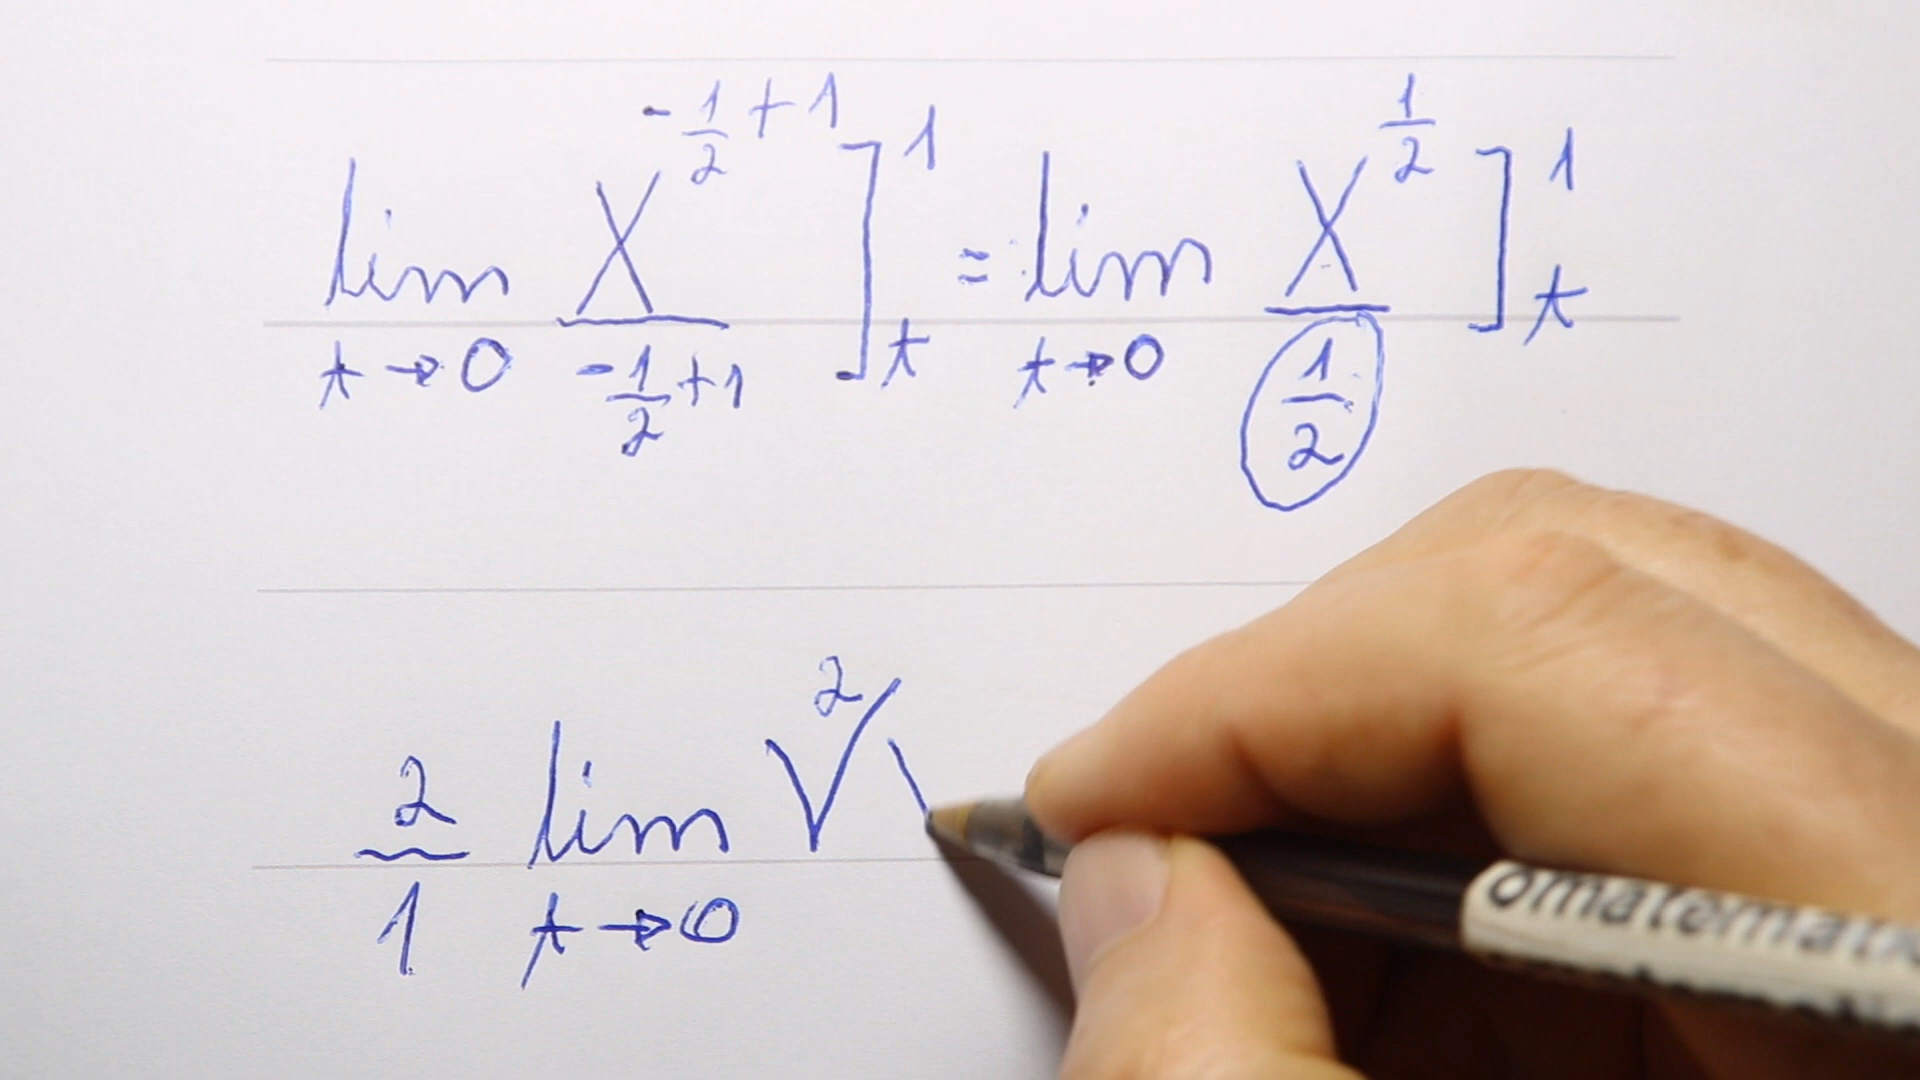 lim x^{-1/2+1} / (-1/2+1) ]_t^1 = lim x^{1/2} / (1/2) ]_t^1
t→0 t→0
2/1 lim ²√
t→0
omatemati